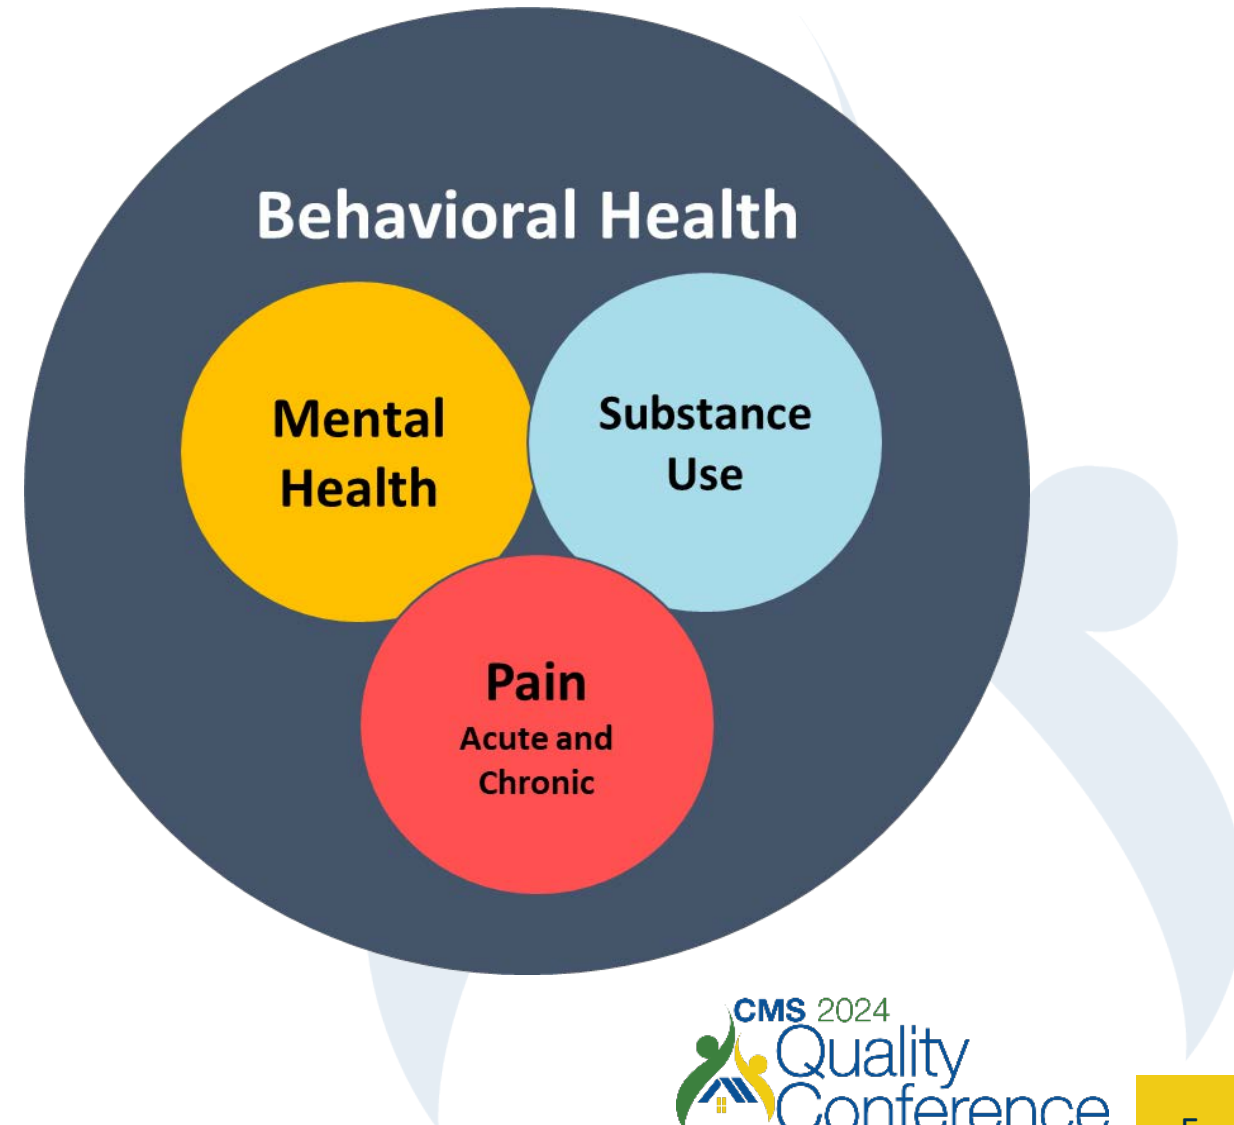 Behavioral Health
Mental
Health
Substance
Use
Pain
Acute and
Chronic
CMS 2024
Quality
Conference